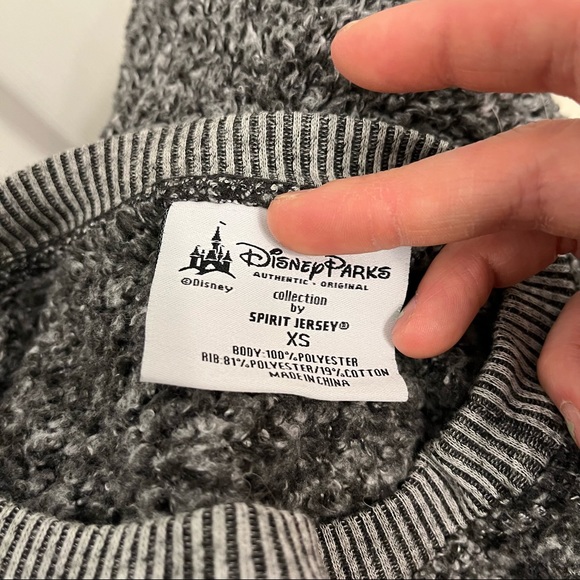 DisneyParks
AUTHENTIC · ORIGINAL
©Disney
collection
by
SPIRIT JERSEY®
XS
BODY:100%POLYESTER
RIB:81%POLYESTER/19%COTTON
MADE IN CHINA